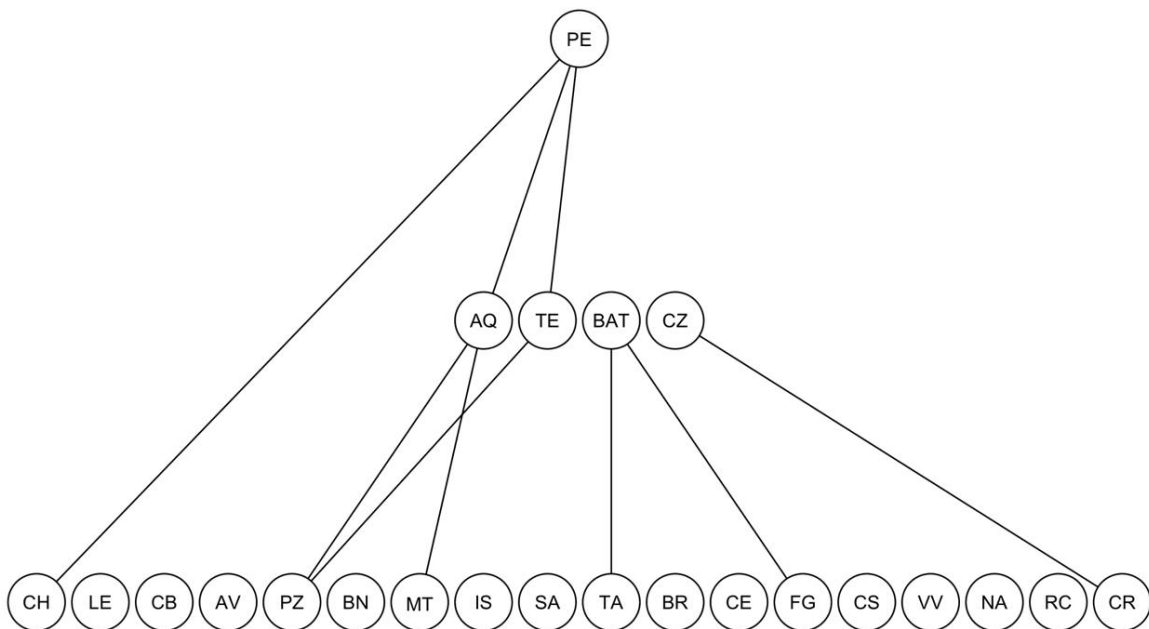 PE
AQ TE BAT CZ
CH LE CB AV PZ BN MT IS SA TA BR CE FG CS VV NA RC CR